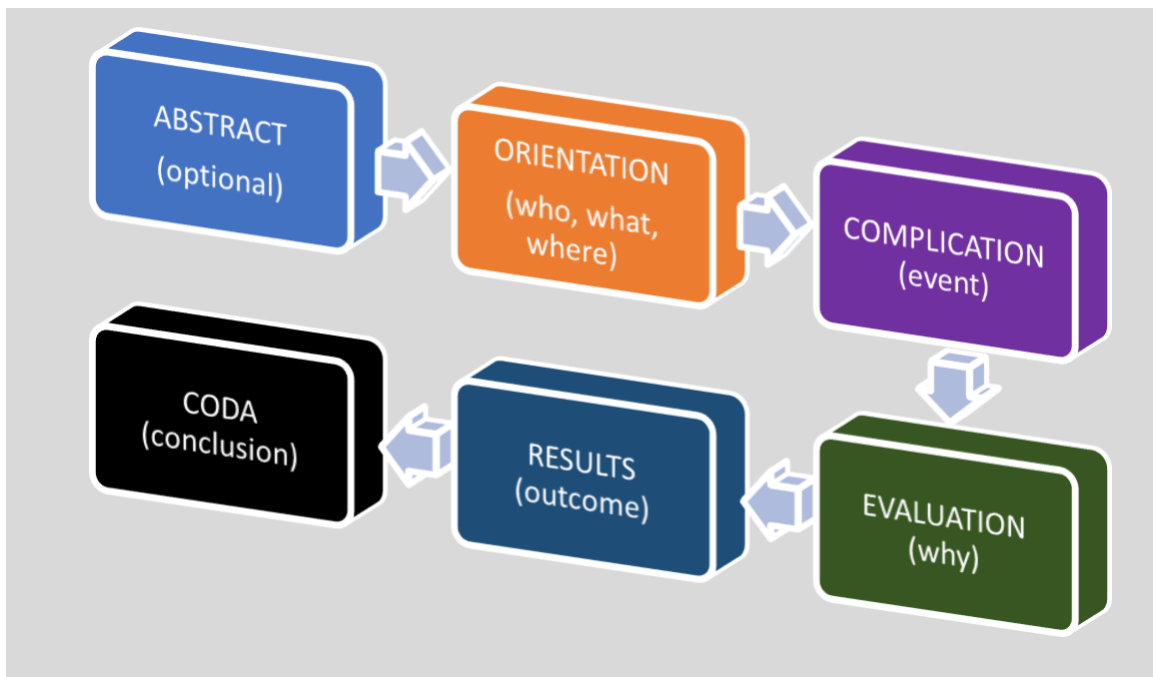 ABSTRACT
(optional)
ORIENTATION
(who, what,
where)
COMPLICATION
(event)
EVALUATION
(why)
RESULTS
(outcome)
CODA
(conclusion)